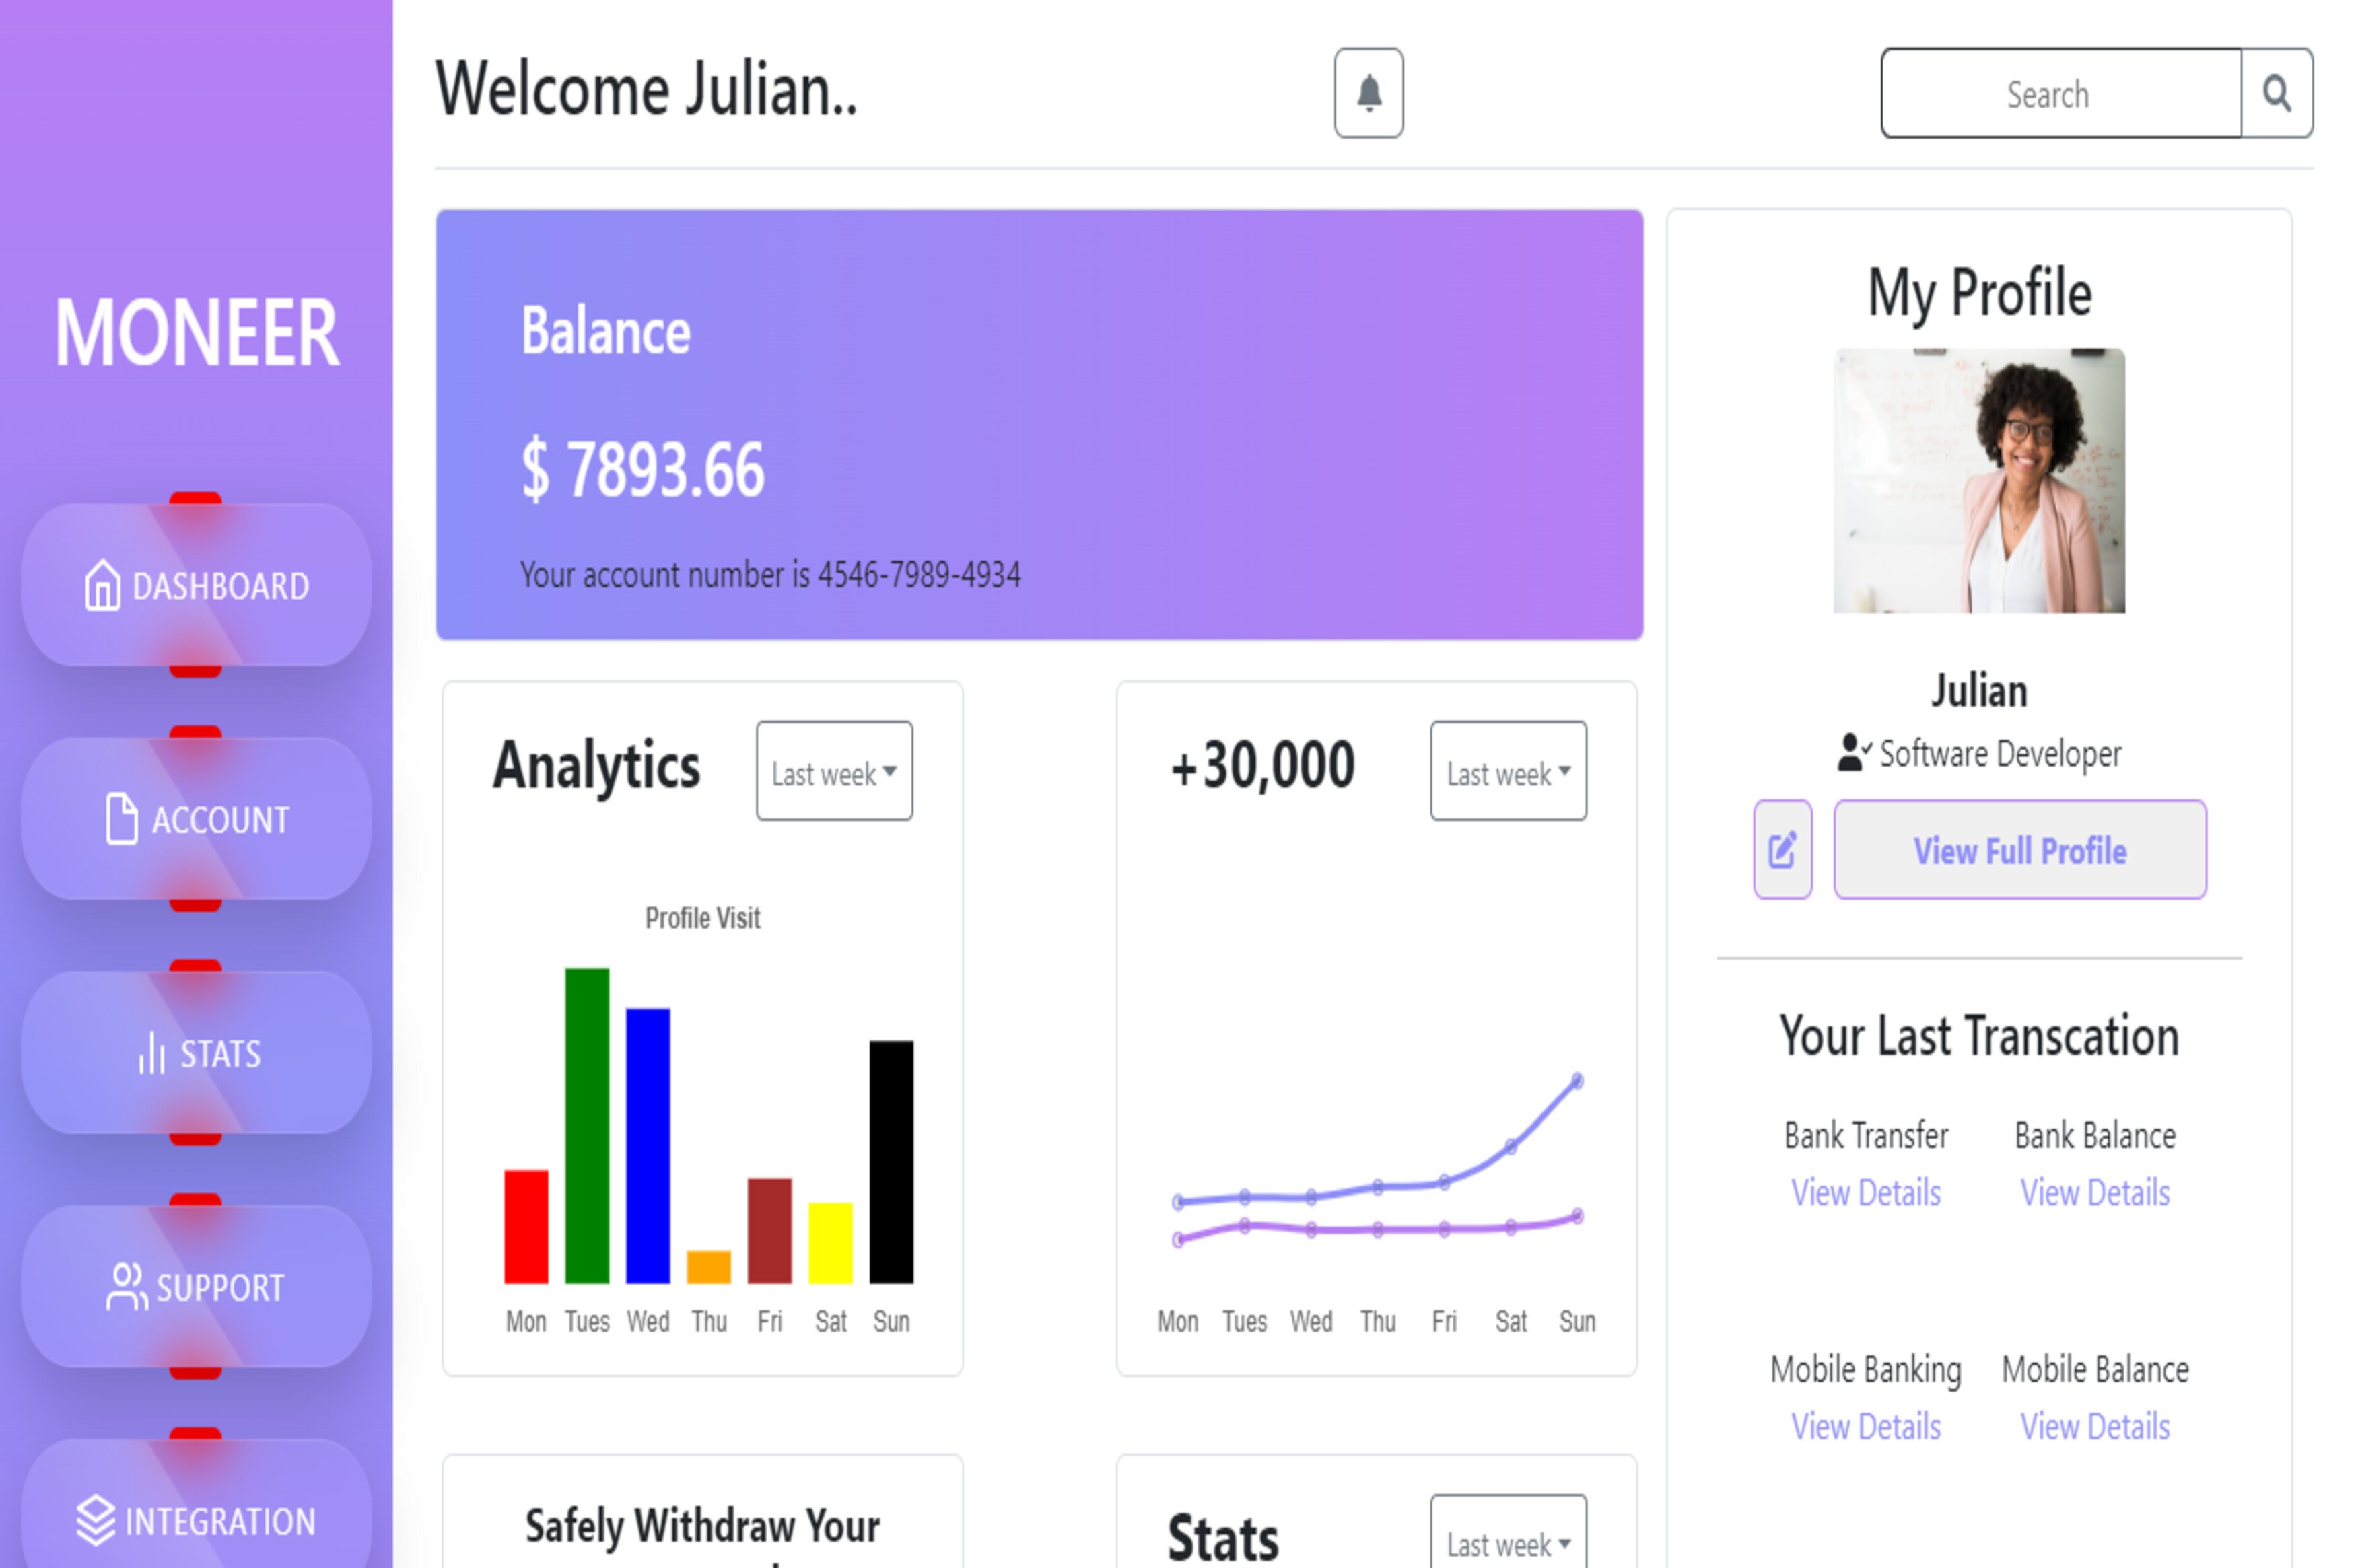 MONEER
DASHBOARD
ACCOUNT
STATS
SUPPORT
INTEGRATION
Welcome Julian..
Search
Balance
$ 7893.66
Your account number is 4546-7989-4934
Analytics
Last week
Profile Visit
Mon Tues Wed Thu Fri Sat Sun
+30,000
Last week
Mon Tues Wed Thu Fri Sat Sun
Safely Withdraw Your
Stats
Last week
My Profile
Julian
Software Developer
View Full Profile
Your Last Transcation
Bank Transfer Bank Balance
View Details View Details
Mobile Banking Mobile Balance
View Details View Details